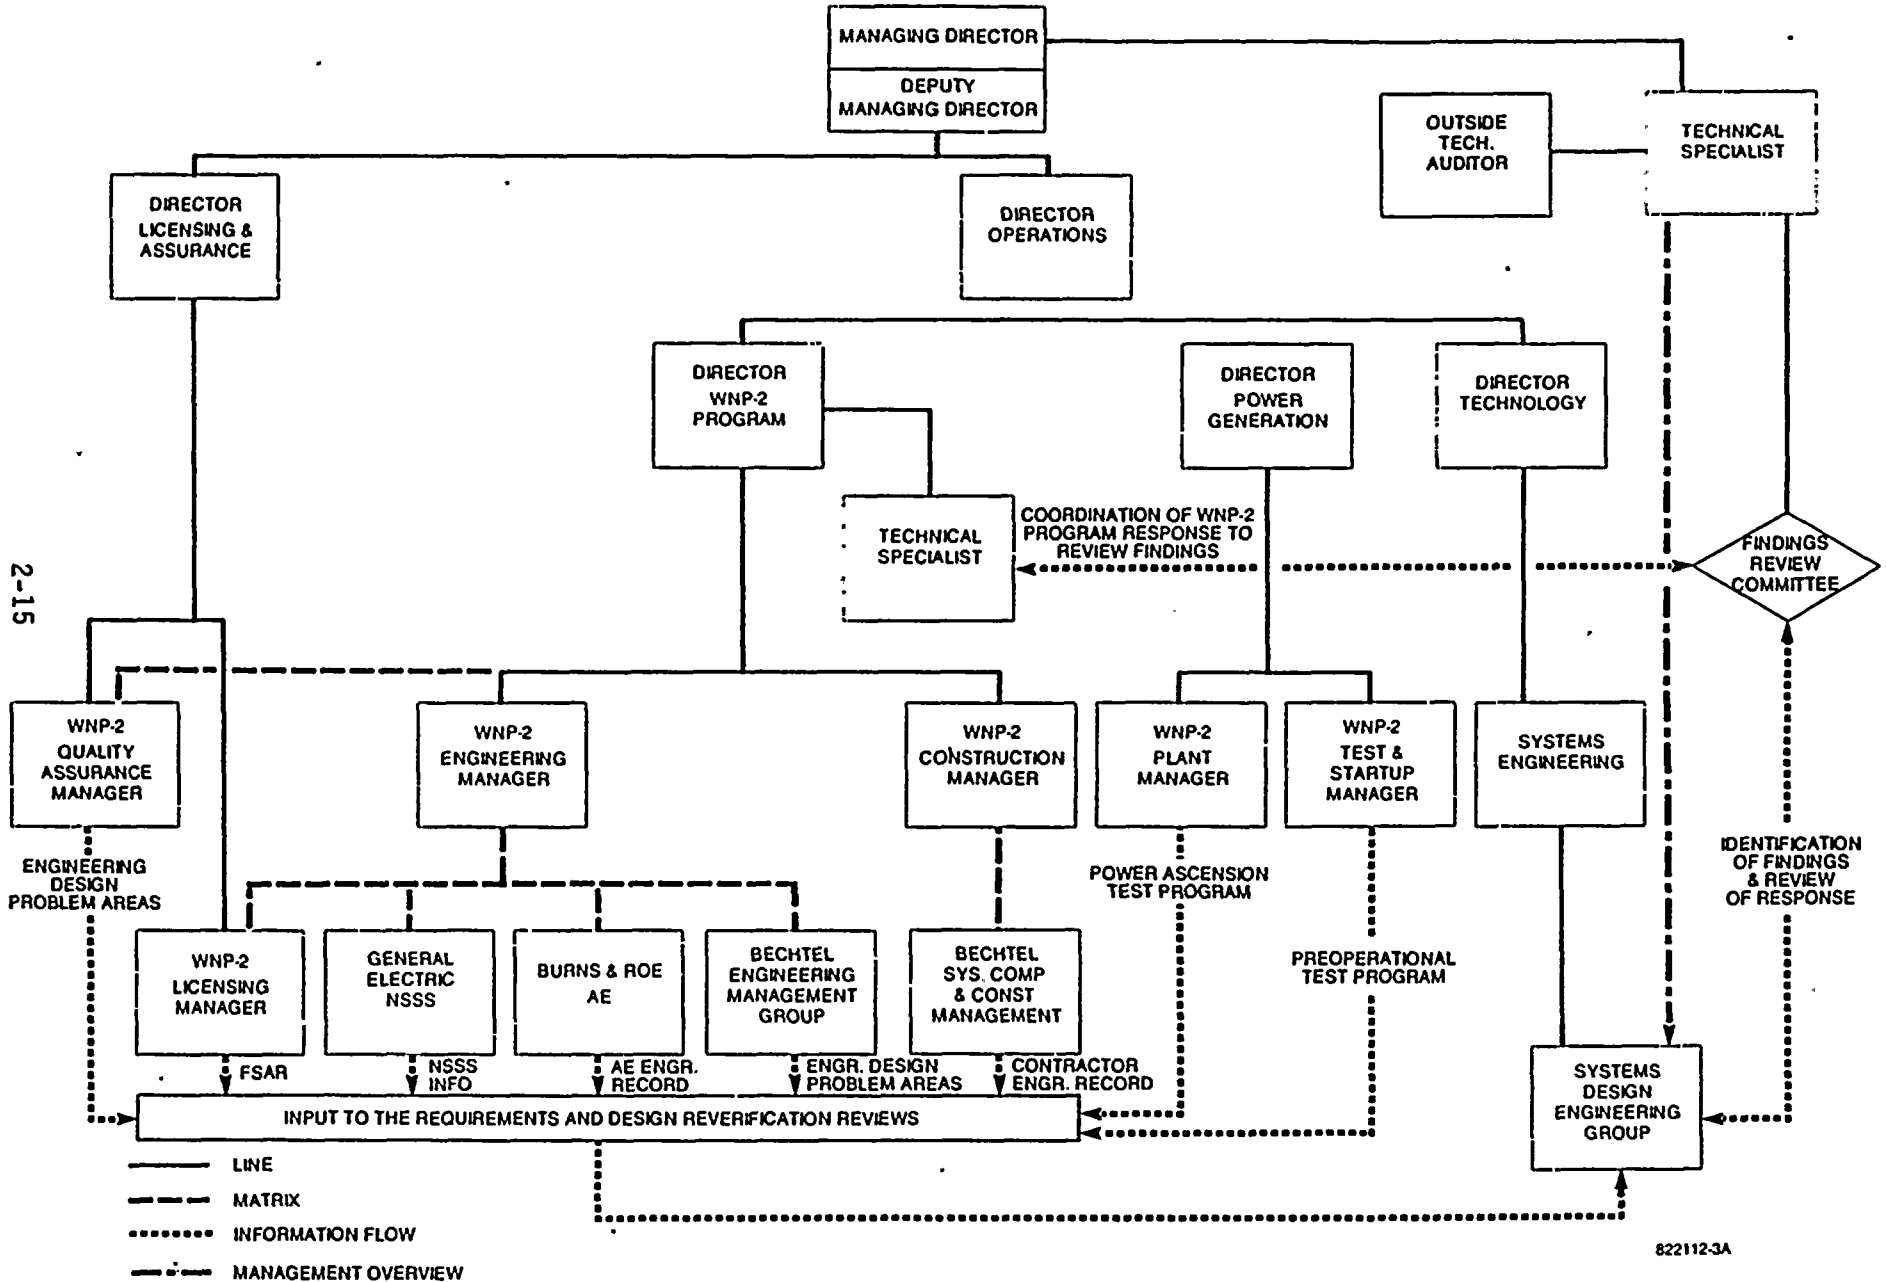 MANAGING DIRECTOR
DEPUTY
MANAGING DIRECTOR
OUTSIDE
TECH.
AUDITOR
TECHNICAL
SPECIALIST
DIRECTOR
LICENSING &
ASSURANCE
DIRECTOR
OPERATIONS
DIRECTOR
WNP-2
PROGRAM
DIRECTOR
POWER
GENERATION
DIRECTOR
TECHNOLOGY
TECHNICAL
SPECIALIST
COORDINATION OF WNP-2
PROGRAM RESPONSE TO
REVIEW FINDINGS
FINDINGS
REVIEW
COMMITTEE
2-15
WNP-2
QUALITY
ASSURANCE
MANAGER
WNP-2
ENGINEERING
MANAGER
WNP-2
CONSTRUCTION
MANAGER
WNP-2
PLANT
MANAGER
WNP-2
TEST &
STARTUP
MANAGER
SYSTEMS
ENGINEERING
ENGINEERING
DESIGN
PROBLEM AREAS
POWER ASCENSION
TEST PROGRAM
IDENTIFICATION
OF FINDINGS
& REVIEW
OF RESPONSE
WNP-2
LICENSING
MANAGER
GENERAL
ELECTRIC
NSSS
BURNS & ROE
AE
BECHTEL
ENGINEERING
MANAGEMENT
GROUP
BECHTEL
SYS, COMP
& CONST
MANAGEMENT
PREOPERATIONAL
TEST PROGRAM
FSAR
NSSS
INFO
AE ENGR.
RECORD
ENGR. DESIGN
PROBLEM AREAS
CONTRACTOR
ENGR. RECORD
SYSTEMS
DESIGN
ENGINEERING
GROUP
INPUT TO THE REQUIREMENTS AND DESIGN REVERIFICATION REVIEWS
LINE
MATRIX
INFORMATION FLOW
MANAGEMENT OVERVIEW
822112-3A